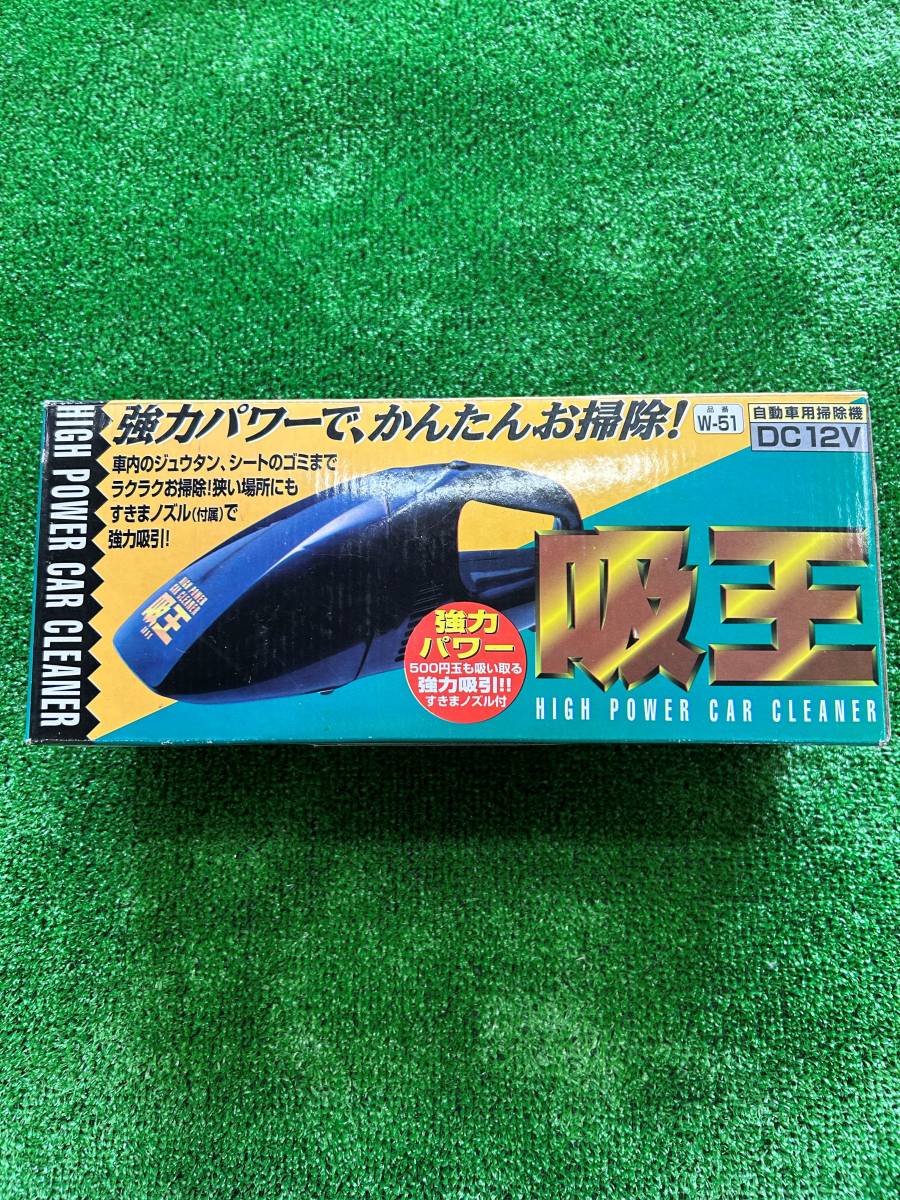 HIGH POWER CAR CLEANER
強力パワーで、かんたんお掃除!
品番
W-51
自動車用掃除機
DC12V
車内のジュウタン、シートのゴミまで
ラクラクお掃除!狭い場所にも
すきまノズル(付属)で
強力吸引!
HIGH POWER
CAR CLEANER
吸王
強力
パワー
500円玉も吸い取る
強力吸引!!
すきまノズル付
吸王
HIGH POWER CAR CLEANER